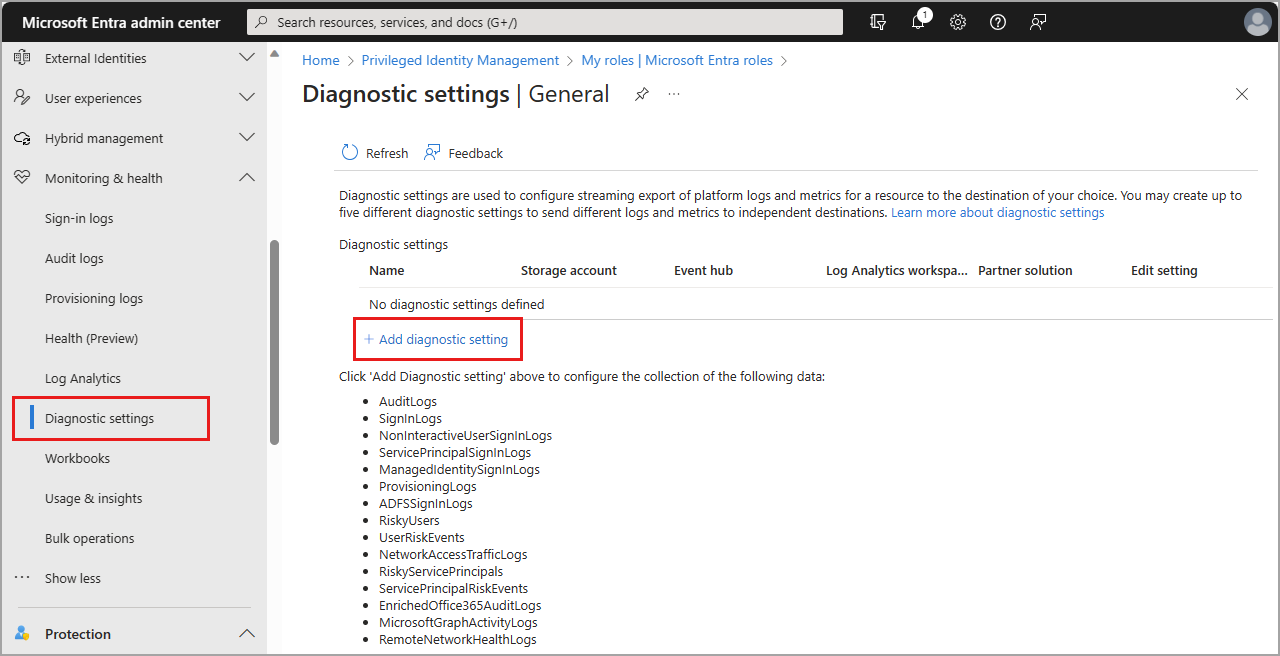 Microsoft Entra admin center
Search resources, services, and docs (G+/)
1
External Identities
User experiences
Hybrid management
Monitoring & health
Sign-in logs
Audit logs
Provisioning logs
Health (Preview)
Log Analytics
Diagnostic settings
Workbooks
Usage & insights
Bulk operations
Show less
Protection
Home > Privileged Identity Management > My roles | Microsoft Entra roles >
Diagnostic settings | General
Refresh Feedback
Diagnostic settings are used to configure streaming export of platform logs and metrics for a resource to the destination of your choice. You may create up to
five different diagnostic settings to send different logs and metrics to independent destinations. Learn more about diagnostic settings
Diagnostic settings
Name Storage account Event hub Log Analytics workspa... Partner solution Edit setting
No diagnostic settings defined
+ Add diagnostic setting
Click 'Add Diagnostic setting' above to configure the collection of the following data:
• AuditLogs
• SignInLogs
• NonInteractiveUserSignInLogs
• ServicePrincipalSignInLogs
• ManagedIdentitySignInLogs
• ProvisioningLogs
• ADFSSignInLogs
• RiskyUsers
• UserRiskEvents
• NetworkAccessTrafficLogs
• RiskyServicePrincipals
• ServicePrincipalRiskEvents
• EnrichedOffice365AuditLogs
• MicrosoftGraphActivityLogs
• RemoteNetworkHealthLogs